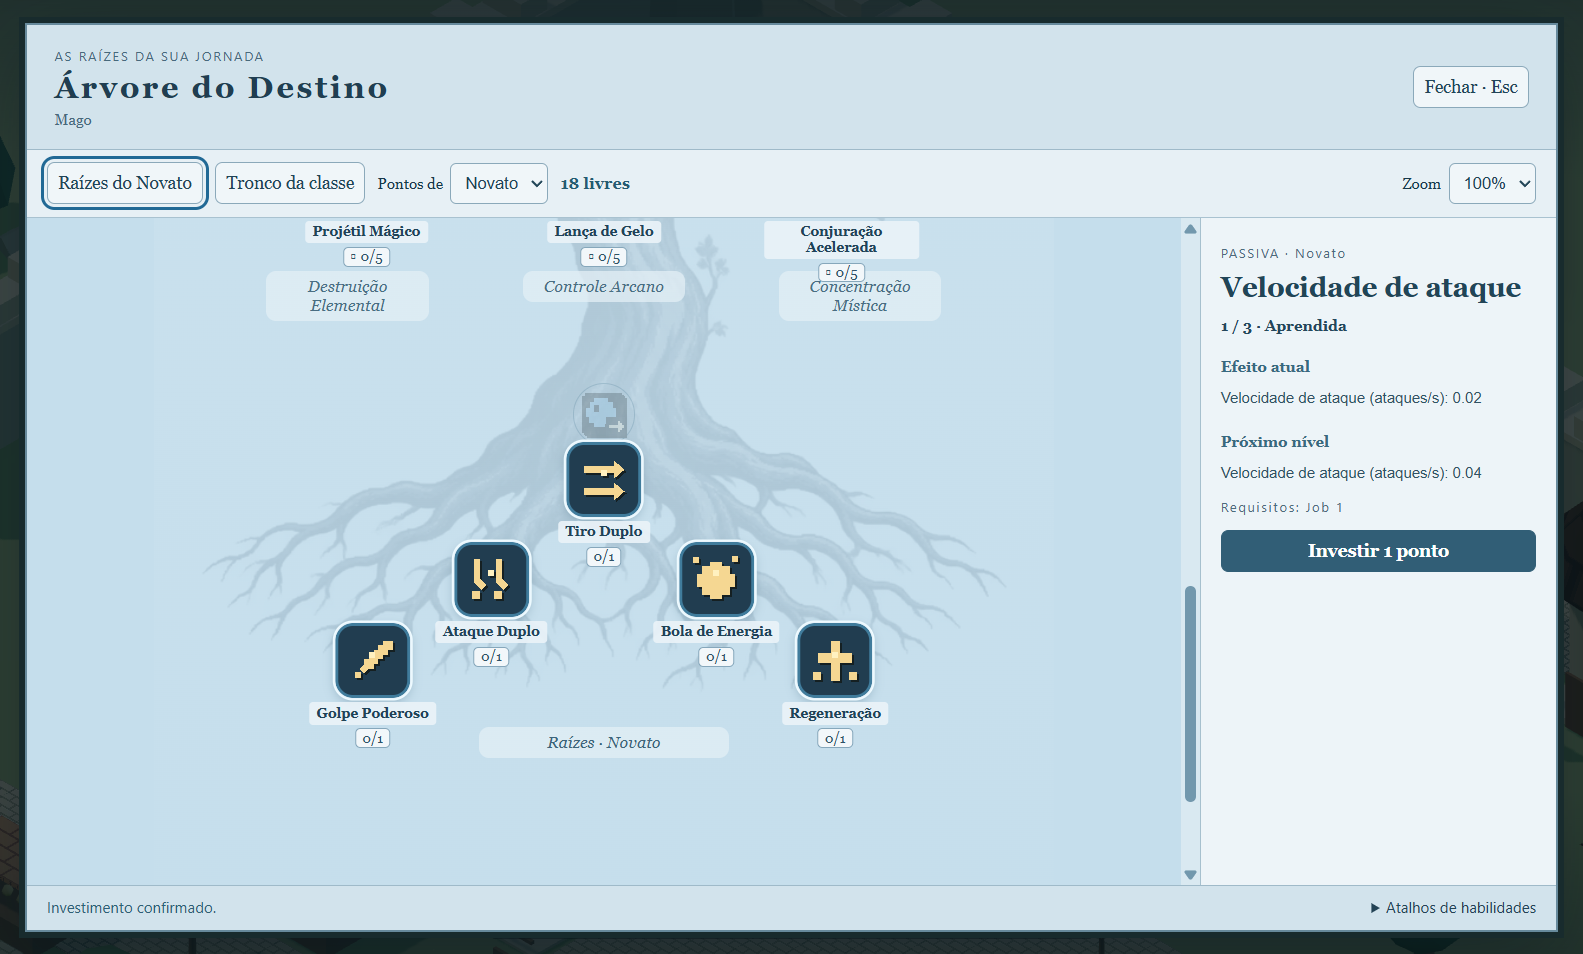 AS RAÍZES DA SUA JORNADA
Árvore do Destino
Mago
Fechar · Esc
Raízes do Novato
Tronco da classe
Pontos de
Novato
18 livres
Zoom
100%
Projétil Mágico
0/5
Destruição
Elemental
Lança de Gelo
0/5
Controle Arcano
Conjuração
Acelerada
0/5
Concentração
Mística
Tiro Duplo
0/1
Ataque Duplo
0/1
Bola de Energia
0/1
Golpe Poderoso
0/1
Regeneração
0/1
Raízes · Novato
PASSIVA · Novato
Velocidade de ataque
1 / 3 · Aprendida
Efeito atual
Velocidade de ataque (ataques/s): 0.02
Próximo nível
Velocidade de ataque (ataques/s): 0.04
Requisitos: Job 1
Investir 1 ponto
Investimento confirmado.
▶ Atalhos de habilidades